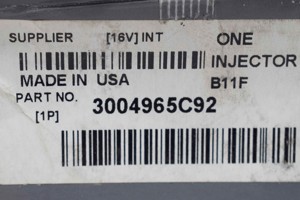 SUPPLIER [16V] INT ONE
INJECTOR
MADE IN USA B11F
PART NO. 3004965C92
[1P]